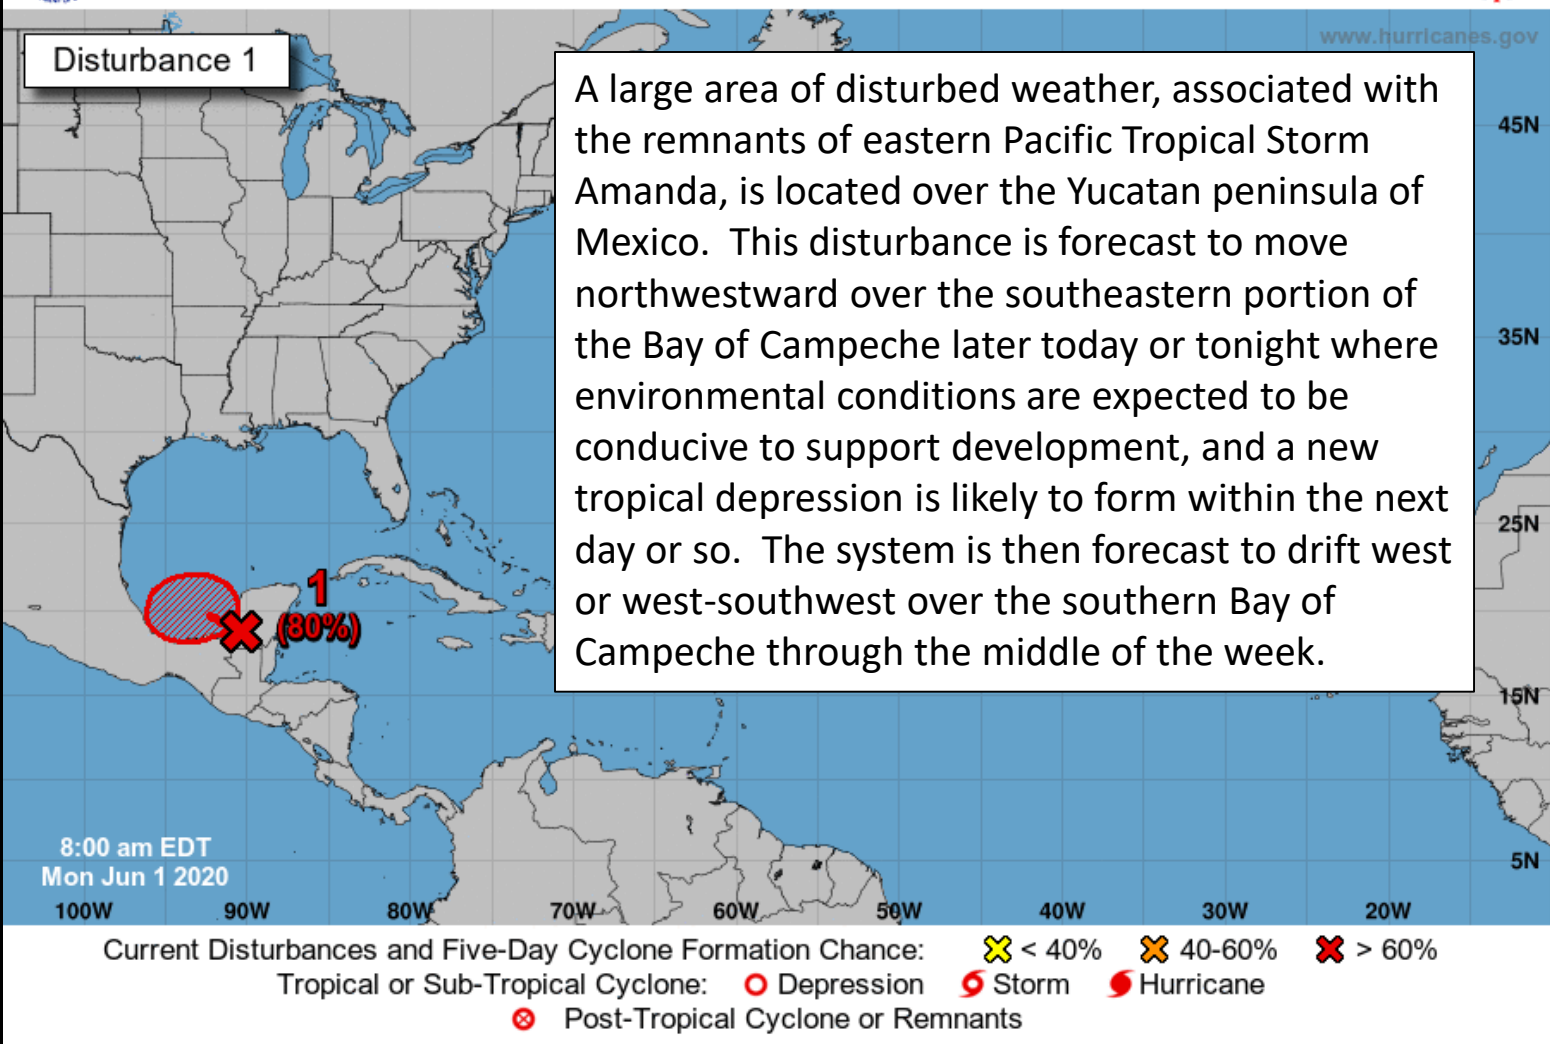 www.hurricanes.gov
Disturbance 1
A large area of disturbed weather, associated with
the remnants of eastern Pacific Tropical Storm
Amanda, is located over the Yucatan peninsula of
Mexico.  This disturbance is forecast to move
northwestward over the southeastern portion of
the Bay of Campeche later today or tonight where
environmental conditions are expected to be
conducive to support development, and a new
tropical depression is likely to form within the next
day or so.  The system is then forecast to drift west
or west-southwest over the southern Bay of
Campeche through the middle of the week.
45N
35N
25N
15N
5N
1
(80%)
8:00 am EDT
Mon Jun 1 2020
100W 90W 80W 70W 60W 50W 40W 30W 20W
Current Disturbances and Five-Day Cyclone Formation Chance: < 40% 40-60% > 60%
Tropical or Sub-Tropical Cyclone: Depression Storm Hurricane
Post-Tropical Cyclone or Remnants